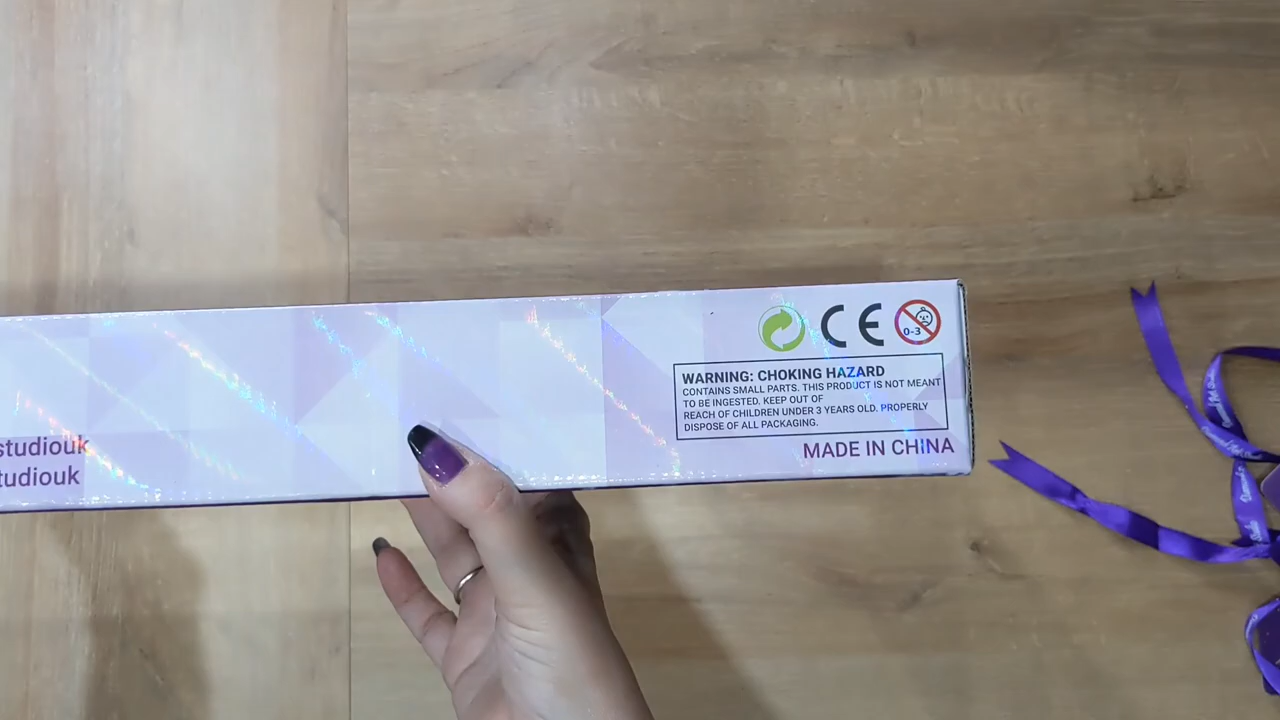 studiouk
tudiouk
CE
0-3
WARNING: CHOKING HAZARD
CONTAINS SMALL PARTS. THIS PRODUCT IS NOT MEANT
TO BE INGESTED. KEEP OUT OF
REACH OF CHILDREN UNDER 3 YEARS OLD. PROPERLY
DISPOSE OF ALL PACKAGING.
MADE IN CHINA